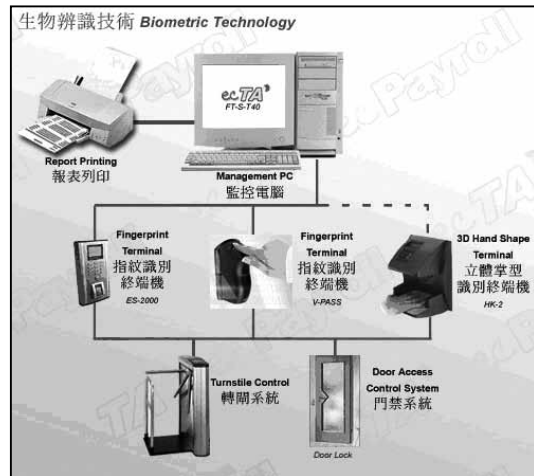 生物辨識技術 Biometric Technology
ecTA'
FT-S-T40
Report Printing
報表列印
Management PC
監控電腦
Fingerprint
Terminal
指紋識別
終端機
ES-2000
Fingerprint
Terminal
指紋識別
終端機
V-PASS
3D Hand Shape
Terminal
立體掌型
識別終端機
HK-2
Turnstile Control
轉閘系統
Door Access
Control System
門禁系統
Door Lock